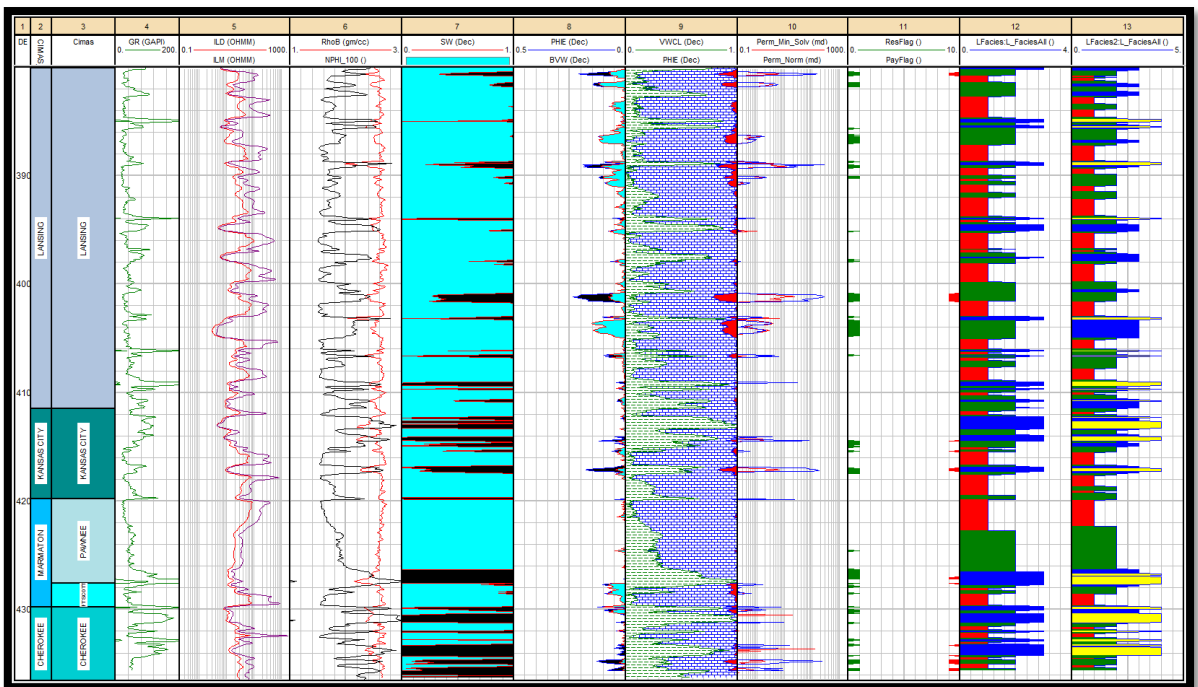 1 2 3 4 5 6 7 8 9 10 11 12 13
DE CIMAS Cimas GR (GAPI) ILD (OHMM) RhoB (gm/cc) SW (Dec) PHIE (Dec) VWCL (Dec) Perm_Min_Solv (md) ResFlag () LFacies:L_FaciesAll () LFacies2:L_FaciesAll ()
0. 200. 0.1 1000. 1. 3. 0. 1. 0.5 0. 0. 1. 0.1 1000. 0. 10. 0. 4. 0. 5.
ILM (OHMM) NPHI_100 () BVW (Dec) PHIE (Dec) Perm_Norm (md) PayFlag ()
390
LANSING LANSING
400
410
KANSAS CITY KANSAS CITY
420
MARMATON PAWNEE
430
CHEROKEE CHEROKEE